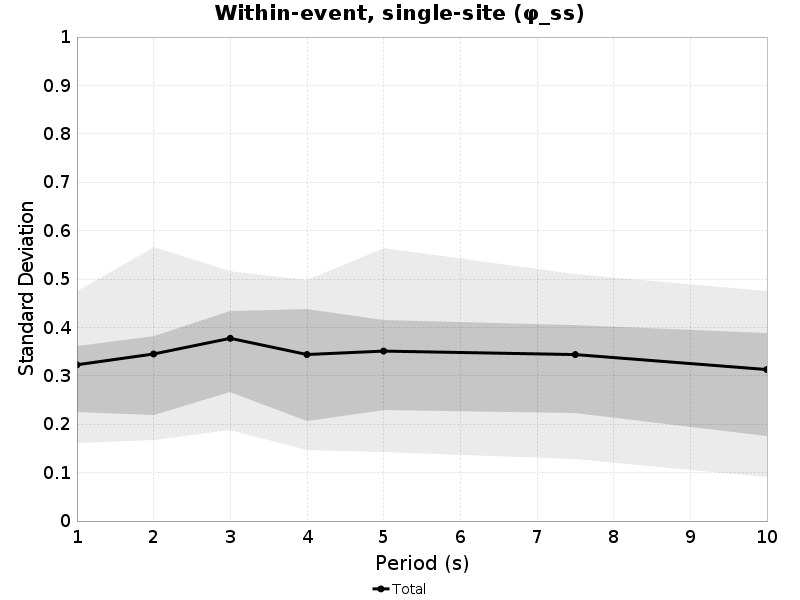 Within-event, single-site (φ_ss)
1
0.9
0.8
0.7
0.6
0.5
0.4
0.3
0.2
0.1
0
Standard Deviation
1 2 3 4 5 6 7 8 9 10
Period (s)
Total